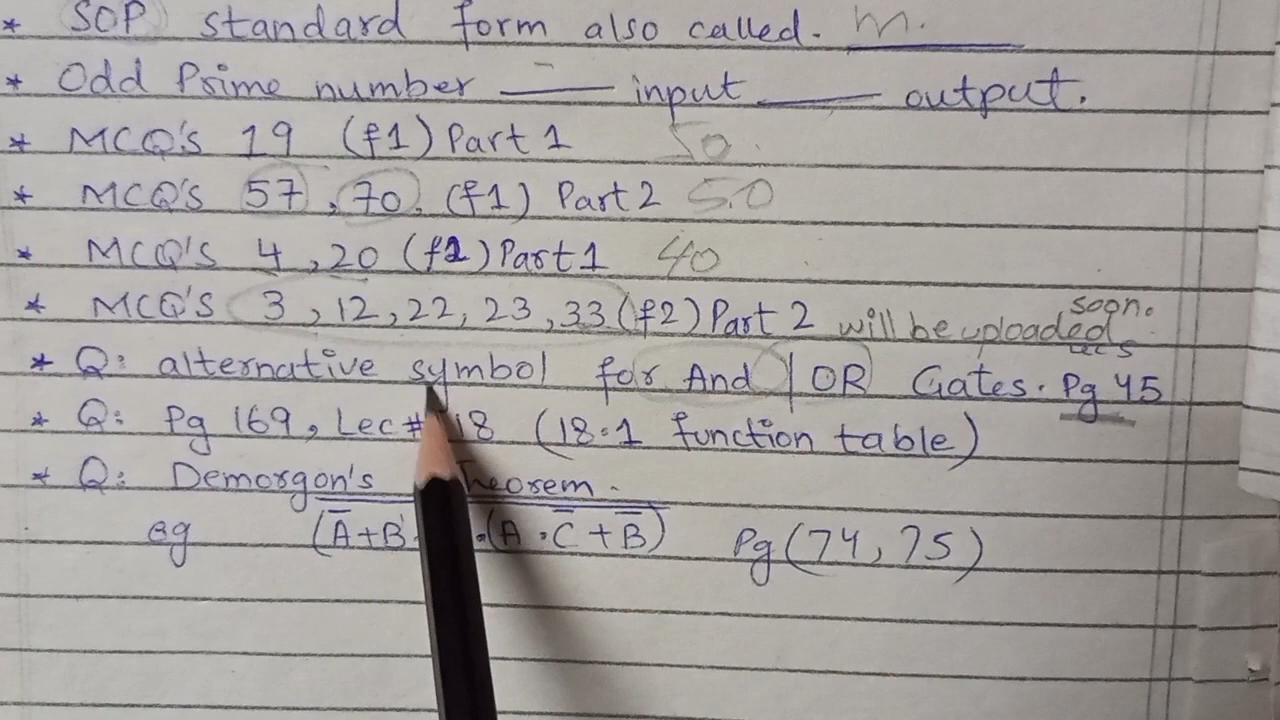 * SOP standard form also called. m.
* Odd Prime number ___ input ___ output.
* MCQ's 19 (f1) Part 1 50
* MCQ'S 57, 70. (f1) Part 2 50
* MCQ'S 4, 20 (f2) Part 1 40
* MCQ'S 3, 12, 22, 23, 33 (f2) Part 2 will be uploaded soon.
* Q: alternative symbol for And / OR Gates. Pg 45
* Q: Pg 169, Lec# 18 (18.1 function table)
* Q: Demorgon's Theorem.
(A̅+B .(A.C̅+B̅) Pg(74, 75)